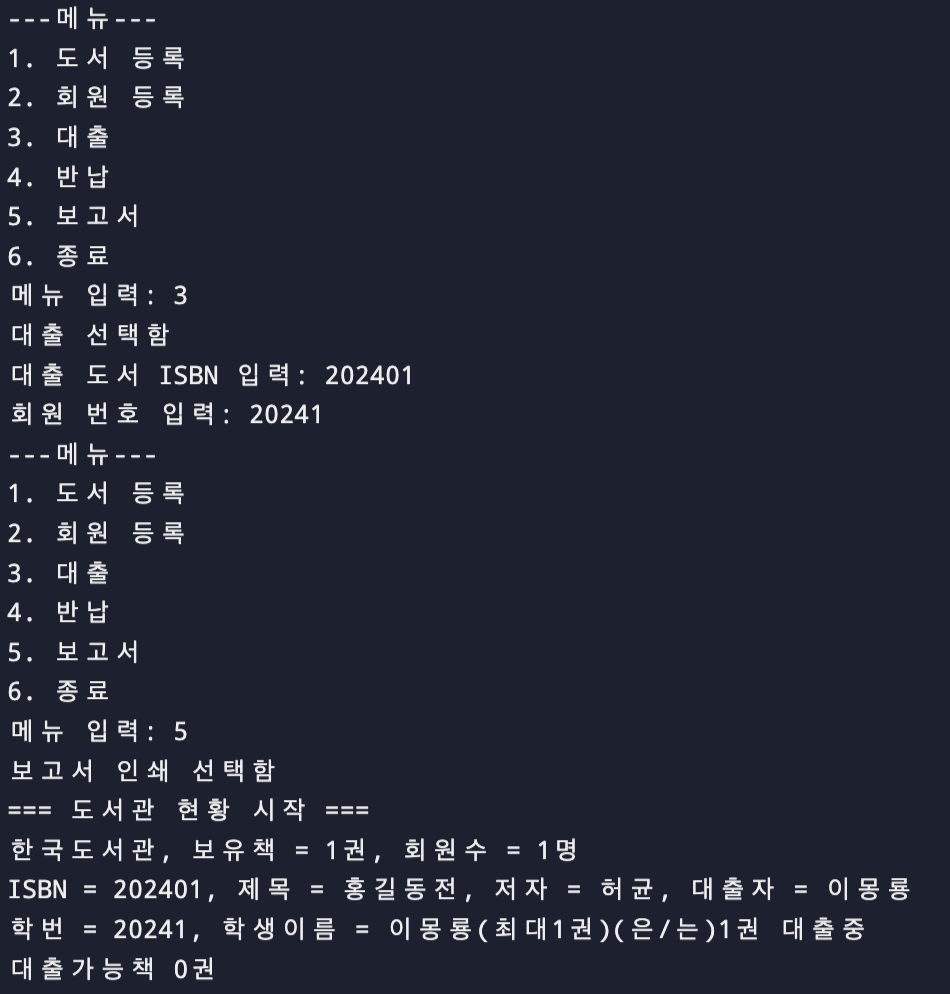 ---메뉴---
1. 도서 등록
2. 회원 등록
3. 대출
4. 반납
5. 보고서
6. 종료
메뉴 입력: 3
대출 선택함
대출 도서 ISBN 입력: 202401
회원 번호 입력: 20241
---메뉴---
1. 도서 등록
2. 회원 등록
3. 대출
4. 반납
5. 보고서
6. 종료
메뉴 입력: 5
보고서 인쇄 선택함
=== 도서관 현황 시작 ===
한국도서관, 보유책 = 1권, 회원수 = 1명
ISBN = 202401, 제목 = 홍길동전, 저자 = 허균, 대출자 = 이몽룡
학번 = 20241, 학생이름 = 이몽룡(최대1권)(은/는)1권 대출중
대출가능책 0권